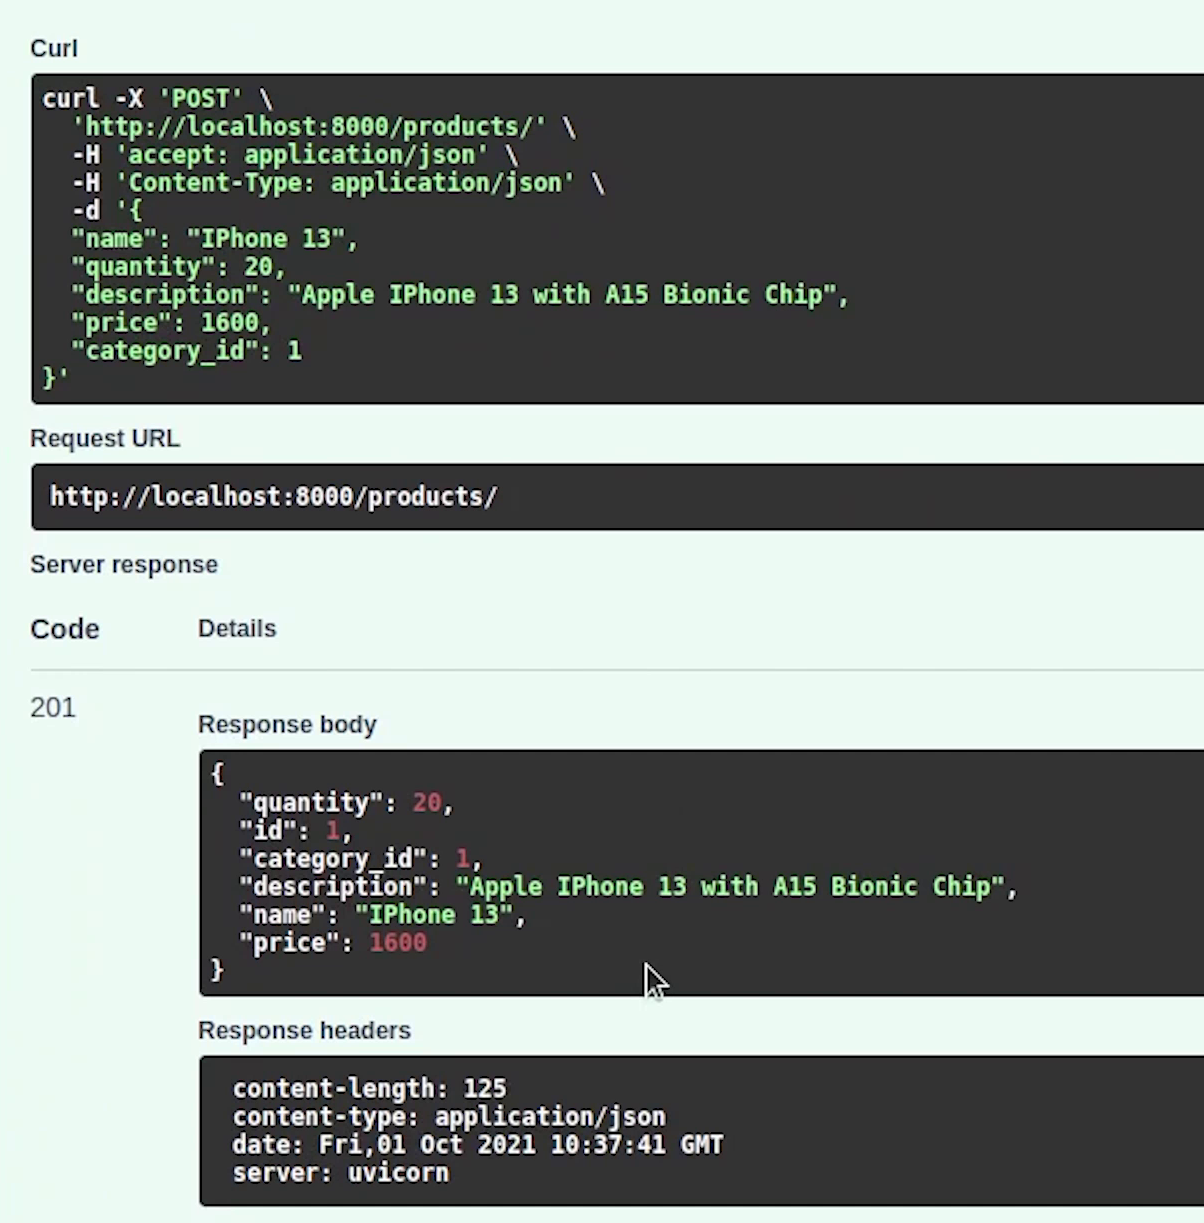 Curl
curl -X 'POST' \
  'http://localhost:8000/products/' \
  -H 'accept: application/json' \
  -H 'Content-Type: application/json' \
  -d '{
  "name": "IPhone 13",
  "quantity": 20,
  "description": "Apple IPhone 13 with A15 Bionic Chip",
  "price": 1600,
  "category_id": 1
}'
Request URL
http://localhost:8000/products/
Server response
Code Details
201
Response body
{
  "quantity": 20,
  "id": 1,
  "category_id": 1,
  "description": "Apple IPhone 13 with A15 Bionic Chip",
  "name": "IPhone 13",
  "price": 1600
}
Response headers
content-length: 125
content-type: application/json
date: Fri,01 Oct 2021 10:37:41 GMT
server: uvicorn